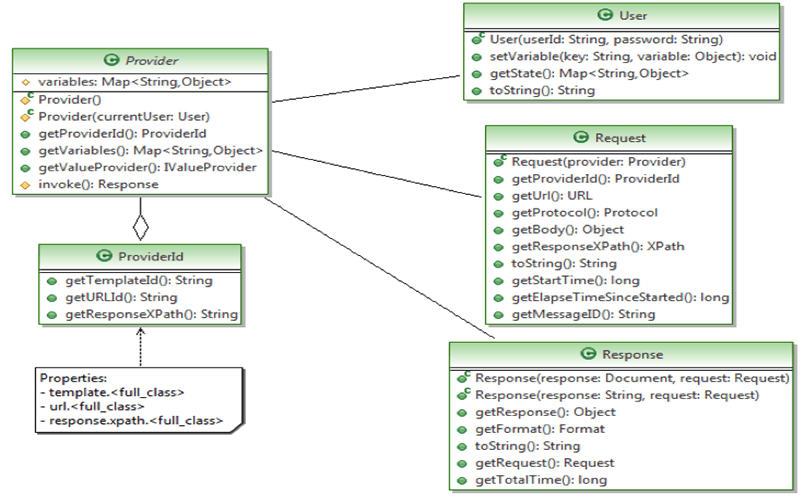 Provider
variables: Map<String,Object>
Provider()
Provider(currentUser: User)
getProviderId(): ProviderId
getVariables(): Map<String,Object>
getValueProvider(): IValueProvider
invoke(): Response
User
User(userId: String, password: String)
setVariable(key: String, variable: Object): void
getState(): Map<String,Object>
toString(): String
Request
Request(provider: Provider)
getProviderId(): ProviderId
getUrl(): URL
getProtocol(): Protocol
getBody(): Object
getResponseXPath(): XPath
toString(): String
getStartTime(): long
getElapseTimeSinceStarted(): long
getMessageID(): String
ProviderId
getTemplateId(): String
getURLId(): String
getResponseXPath(): String
Properties:
- template.<full_class>
- url.<full_class>
- response.xpath.<full_class>
Response
Response(response: Document, request: Request)
Response(response: String, request: Request)
getResponse(): Object
getFormat(): Format
toString(): String
getRequest(): Request
getTotalTime(): long